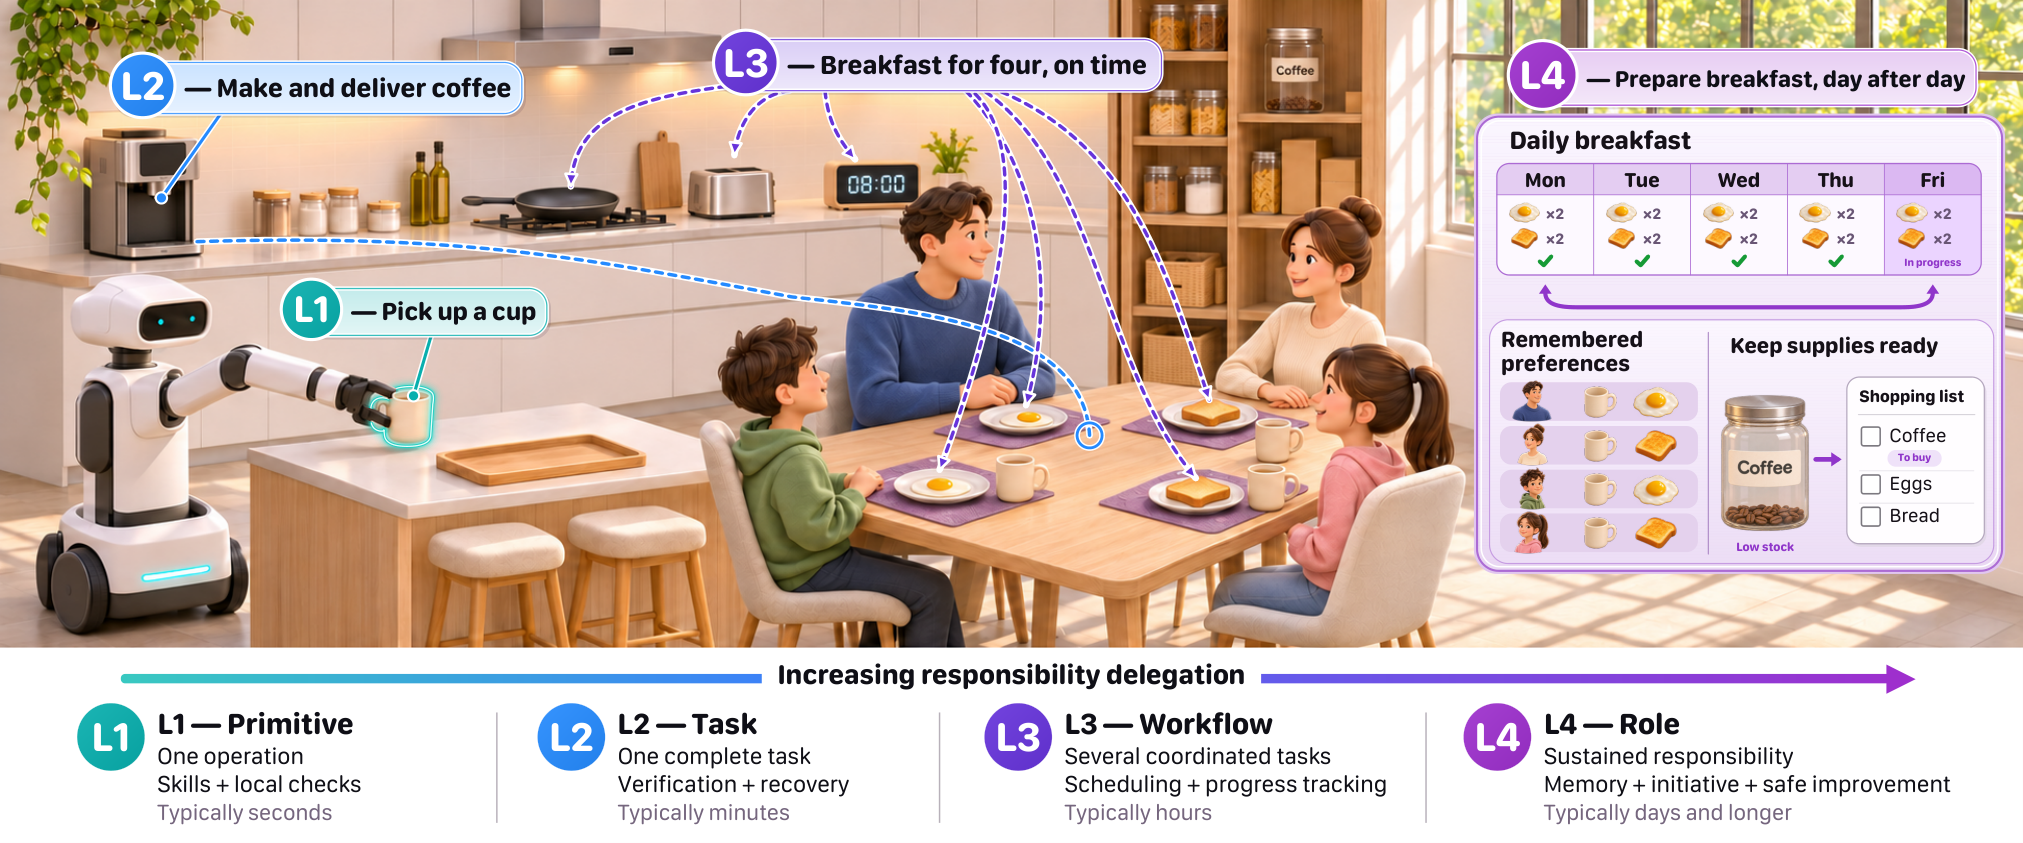 L2 — Make and deliver coffee
L3 — Breakfast for four, on time
L4 — Prepare breakfast, day after day
Coffee
08:00
L1 — Pick up a cup
Daily breakfast
Mon Tue Wed Thu Fri
×2 ×2 ×2 ×2 ×2
×2 ×2 ×2 ×2 ×2
In progress
Remembered
preferences
Keep supplies ready
Coffee
Low stock
Shopping list
Coffee
To buy
Eggs
Bread
Increasing responsibility delegation
L1
L1 — Primitive
One operation
Skills + local checks
Typically seconds
L2
L2 — Task
One complete task
Verification + recovery
Typically minutes
L3
L3 — Workflow
Several coordinated tasks
Scheduling + progress tracking
Typically hours
L4
L4 — Role
Sustained responsibility
Memory + initiative + safe improvement
Typically days and longer